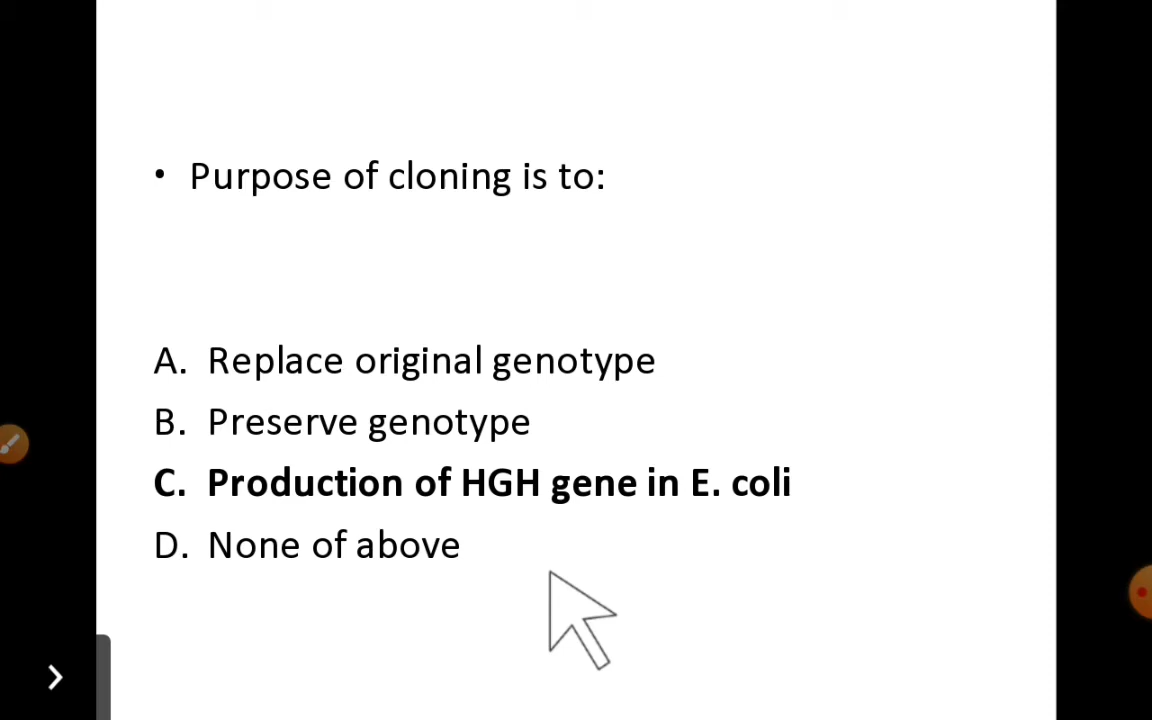 • Purpose of cloning is to:
A. Replace original genotype
B. Preserve genotype
C. Production of HGH gene in E. coli
D. None of above